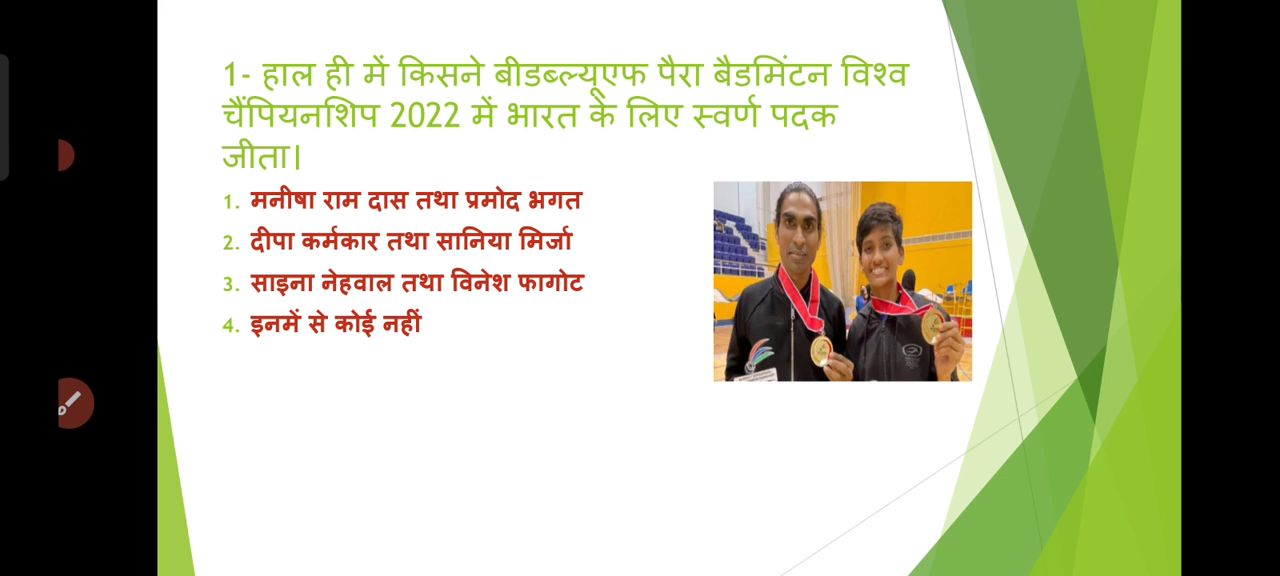 1- हाल ही में किसने बीडब्ल्यूएफ पैरा बैडमिंटन विश्व
चैंपियनशिप 2022 में भारत के लिए स्वर्ण पदक
जीता।
1. मनीषा राम दास तथा प्रमोद भगत
2. दीपा कर्मकार तथा सानिया मिर्जा
3. साइना नेहवाल तथा विनेश फागोट
4. इनमें से कोई नहीं